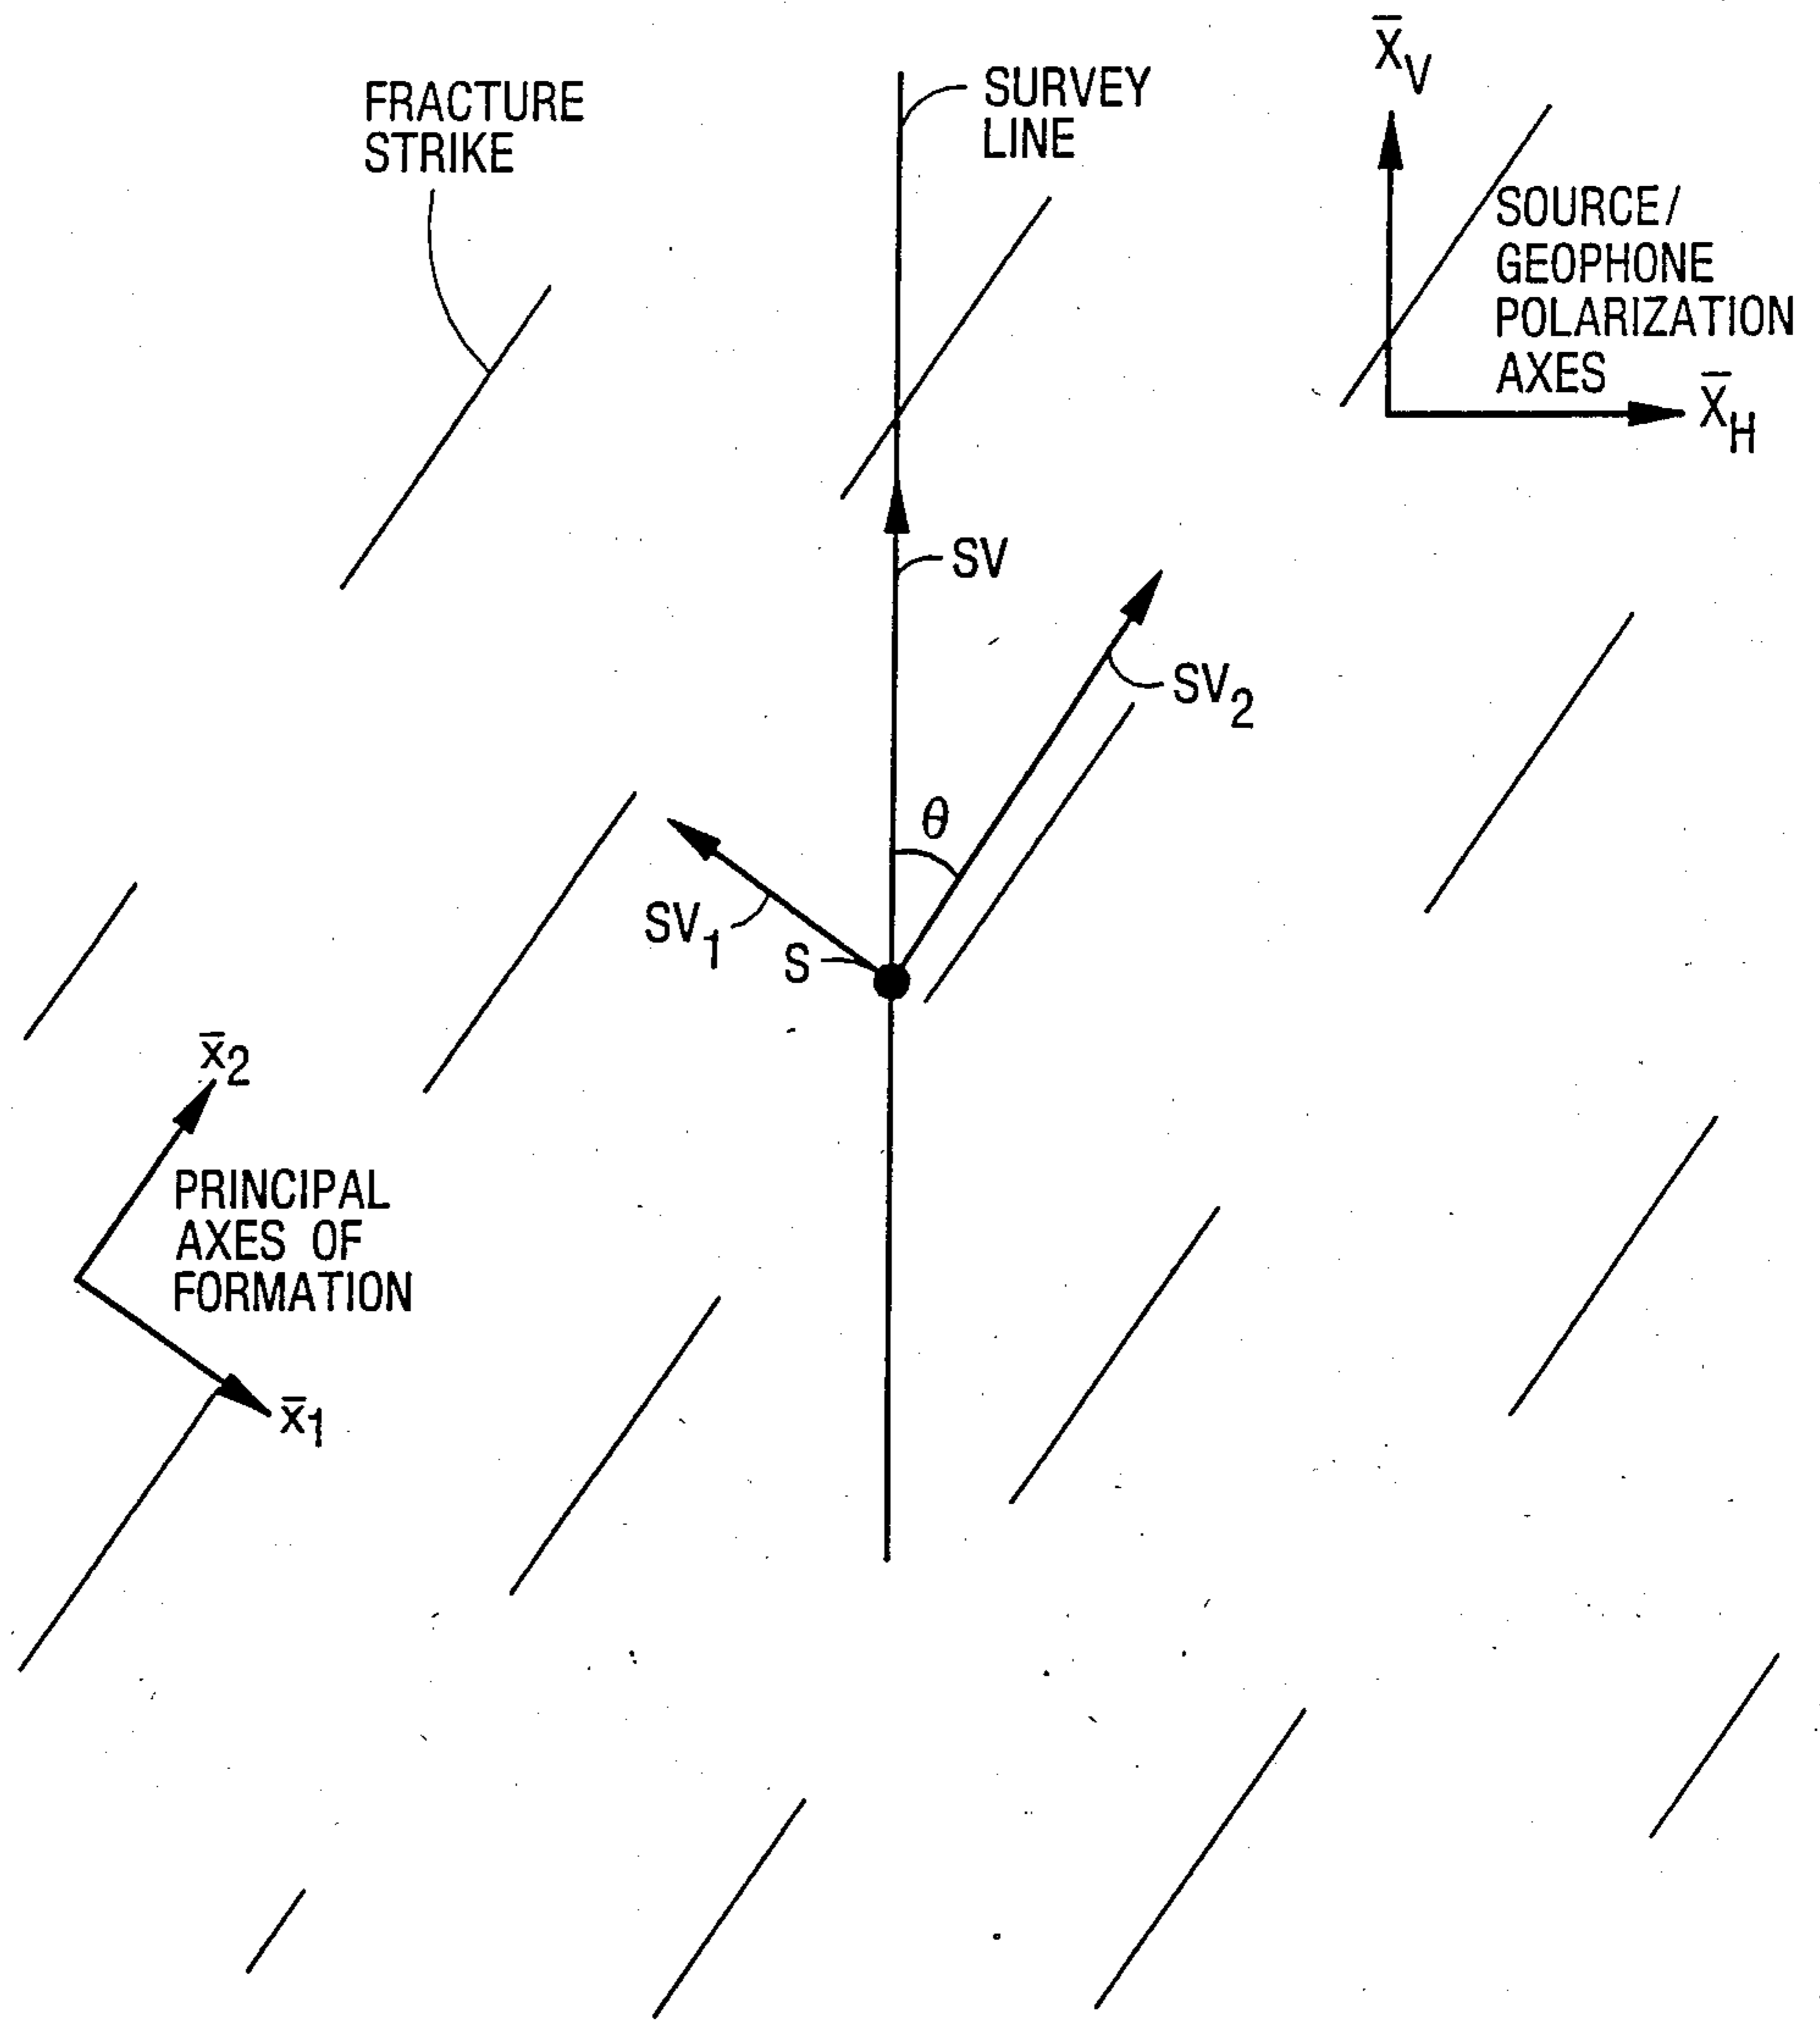 FRACTURE
STRIKE
SURVEY
LINE
X̄V
SOURCE/
GEOPHONE
POLARIZATION
AXES
X̄H
SV
SV2
θ
SV1
S
x̄2
PRINCIPAL
AXES OF
FORMATION
x̄1